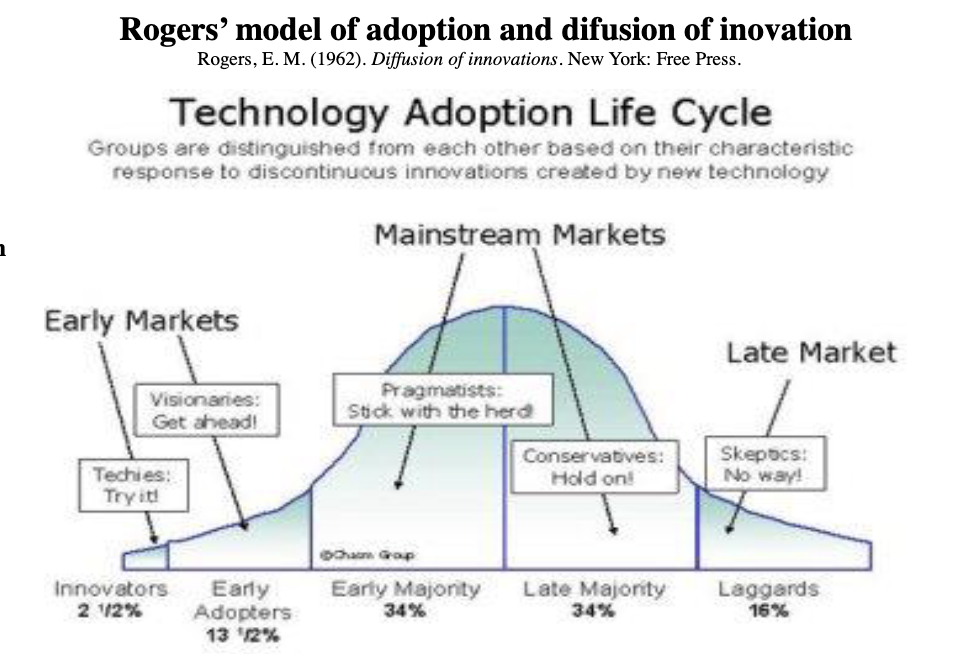 Rogers' model of adoption and difusion of inovation
Rogers, E. M. (1962). Diffusion of innovations. New York: Free Press.
Technology Adoption Life Cycle
Groups are distinguished from each other based on their characteristic
response to discontinuous innovations created by new technology
Mainstream Markets
Early Markets
Late Market
Visionaries:
Get ahead!
Pragmatists:
Stick with the herd!
Techies:
Try it!
Conservatives:
Hold on!
Skeptics:
No way!
©Chasm Group
Innovators
2 1/2%
Early
Adopters
13 1/2%
Early Majority
34%
Late Majority
34%
Laggards
16%